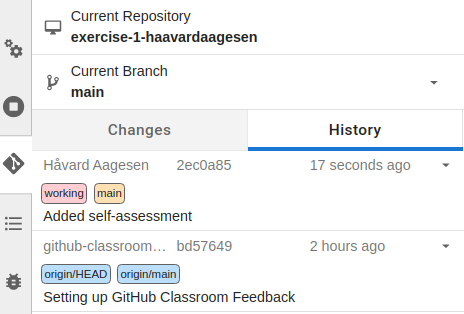 Current Repository
exercise-1-haavardaagesen
Current Branch
main
Changes History
Håvard Aagesen 2ec0a85 17 seconds ago
working main
Added self-assessment
github-classroom… bd57649 2 hours ago
origin/HEAD origin/main
Setting up GitHub Classroom Feedback